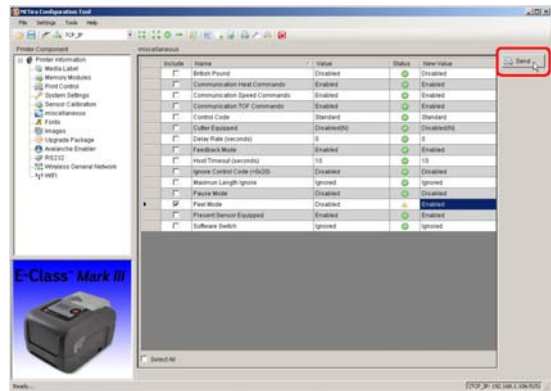 NETira Configuration Tool
File Settings Tools Help
TCP_IP
Printer Component
miscellaneous
Printer Information
Media Label
Memory Modules
Print Control
System Settings
Sensor Calibration
miscellaneous
Fonts
Images
Upgrade Package
Avalanche Enabler
RS232
Wireless General Network
WiFi
Include Name Value Status New Value
British Pound Disabled Disabled
Communication Heat Commands Enabled Enabled
Communication Speed Commands Enabled Enabled
Communication TOF Commands Enabled Enabled
Control Code Standard Standard
Cutter Equipped Disabled(N) Disabled(N)
Delay Rate (seconds) 0 0
Feedback Mode Enabled Enabled
Host Timeout (seconds) 10 10
Ignore Control Code (<0x20) Disabled Disabled
Maximun Length Ignore Ignored Ignored
Pause Mode Disabled Disabled
Peel Mode Disabled Enabled
Present Sensor Equipped Enabled Enabled
Software Switch Ignored Ignored
Send
E-Class™ Mark III
Select All
Ready...